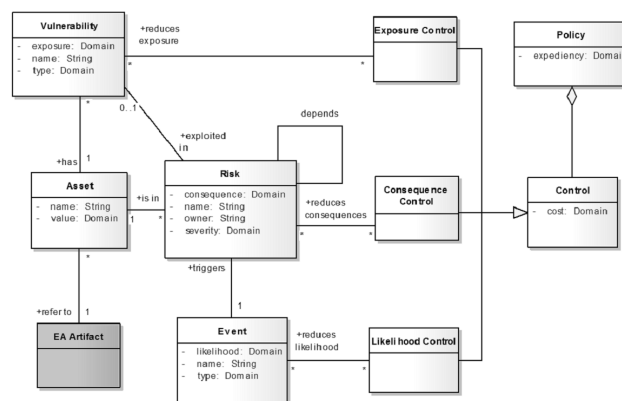 Vulnerability
- exposure: Domain
- name: String
- type: Domain
+reduces
exposure
*
*
Exposure Control
Policy
- expediency: Domai
*
0..1
depends
+exploited
in
+has
1
Asset
- name: String
- value: Domain
+is in
1
*
Risk
- consequence: Domain
- name: String
- owner: String
- severity: Domain
+reduces
consequences
*
*
Consequence
Control
Control
- cost: Domain
*
+refer to
1
EA Artifact
+triggers
1
Event
- likelihood: Domain
- name: String
- type: Domain
+reduces
likelihood
*
*
Likelihood Control